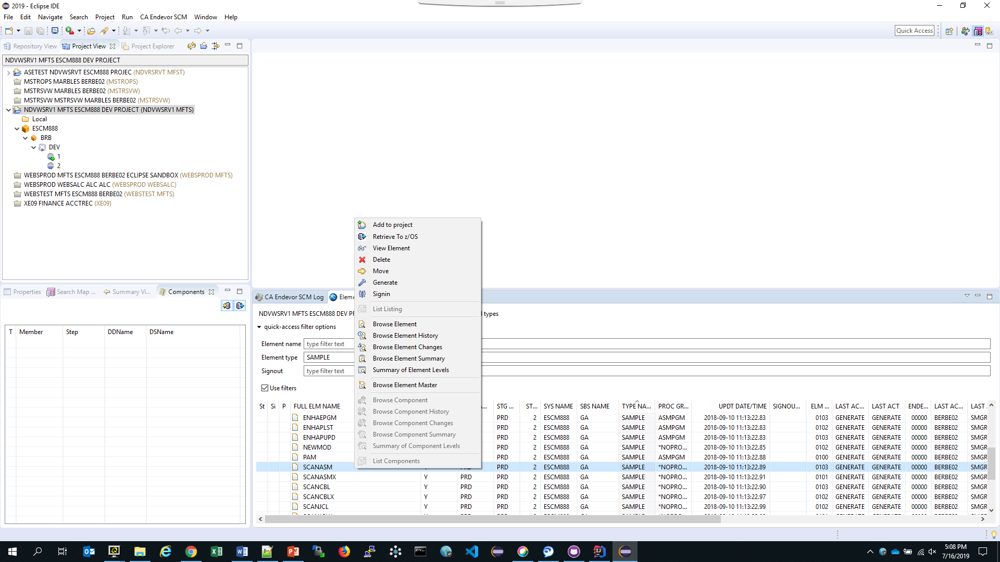 2019 - Eclipse IDE
File Edit Navigate Search Project Run CA Endevor SCM Window Help
Quick Access
Repository View Project View Project Explorer
NDVWSRV1 MFTS ESCM888 DEV PROJECT
ASETEST NDVWSRVT ESCM888 PROJEC (NDVRSRVT MFST)
MSTROPS MARBLES BERBE02 (MSTROPS)
MSTRSVW MARBLES BERBE02 (MSTRSVW)
MSTRSVW MSTRSVW MARBLES BERBE02 (MSTRSVW)
NDVWSRV1 MFTS ESCM888 DEV PROJECT (NDVWSRV1 MFTS)
Local
ESCM888
BRB
DEV
1
2
WEBSPROD MFTS ESCM888 BERBE02 ECLIPSE SANDBOX (WEBSPROD MFTS)
WEBSPROD WEBSALC ALC ALC (WEBSPROD WEBSALC)
WEBSTEST MFTS ESCM888 BERBE02 (WEBSTEST MFTS)
XE09 FINANCE ACCTREC (XE09)
Properties Search Map ... Summary Vi... Components
T Member Step DDName DSName
Add to project
Retrieve To z/OS
View Element
Delete
Move
Generate
Signin
List Listing
Browse Element
Browse Element History
Browse Element Changes
Browse Element Summary
Summary of Element Levels
Browse Element Master
Browse Component
Browse Component History
Browse Component Changes
Browse Component Summary
Summary of Component Levels
List Components
CA Endevor SCM Log Eleme
NDVWSRV1 MFTS ESCM888 DEV PF types
quick-access filter options
Element name type filter text
Element type SAMPLE
Signout type filter text
Use filters
St Si P FULL ELM NAME A... STG ... ST... SYS NAME SBS NAME TYPE NA... PROC GR... UPDT DATE/TIME SIGNOU... ELM ... LAST AC... LAST ACT ENDE... LAST AC... LAST
ENHAEPGM PRD 2 ESCM888 GA SAMPLE ASMPGM 2018-09-10 11:13:22.83 0103 GENERATE GENERATE 00000 BERBE02 SMGR
ENHAPLST PRD 2 ESCM888 GA SAMPLE ASMPGM 2018-09-10 11:13:22.83 0102 GENERATE GENERATE 00000 BERBE02 SMGR
ENHAPUPD PRD 2 ESCM888 GA SAMPLE ASMPGM 2018-09-10 11:13:22.83 0102 GENERATE GENERATE 00000 BERBE02 SMGR
NEWMOD PRD 2 ESCM888 GA SAMPLE *NOPRO... 2018-09-10 11:13:22.85 0102 GENERATE GENERATE 00000 BERBE02 SMGR
PAM PRD 2 ESCM888 GA SAMPLE ASMPGM 2018-09-10 11:13:22.88 0100 GENERATE GENERATE 00000 BERBE02 SMGR
SCANASM PRD 2 ESCM888 GA SAMPLE *NOPRO... 2018-09-10 11:13:22.89 0103 GENERATE GENERATE 00000 BERBE02 SMGR
SCANASMX Y PRD PRD 2 ESCM888 GA SAMPLE *NOPRO... 2018-09-10 11:13:22.91 0101 GENERATE GENERATE 00000 BERBE02 SMGR
SCANCBL Y PRD PRD 2 ESCM888 GA SAMPLE *NOPRO... 2018-09-10 11:13:22.90 0103 GENERATE GENERATE 00000 BERBE02 SMGR
SCANCBLX Y PRD PRD 2 ESCM888 GA SAMPLE *NOPRO... 2018-09-10 11:13:22.97 0102 GENERATE GENERATE 00000 BERBE02 SMGR
SCANJCL Y PRD PRD 2 ESCM888 GA SAMPLE *NOPRO... 2018-09-10 11:13:22.99 0102 GENERATE GENERATE 00000 BERBE02 SMGR
5:08 PM
7/16/2019